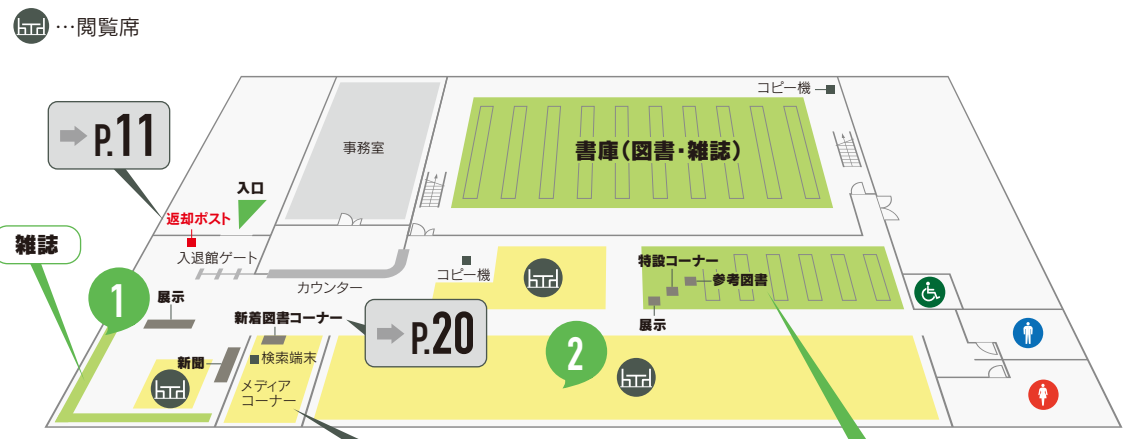 …閲覧席
コピー機
P.11
事務室
書庫(図書・雑誌)
入口
返却ポスト
雑誌
入退館ゲート
特設コーナー
コピー機
参考図書
カウンター
1
展示
新着図書コーナー
P.20
展示
2
新聞
検索端末
メディア
コーナー